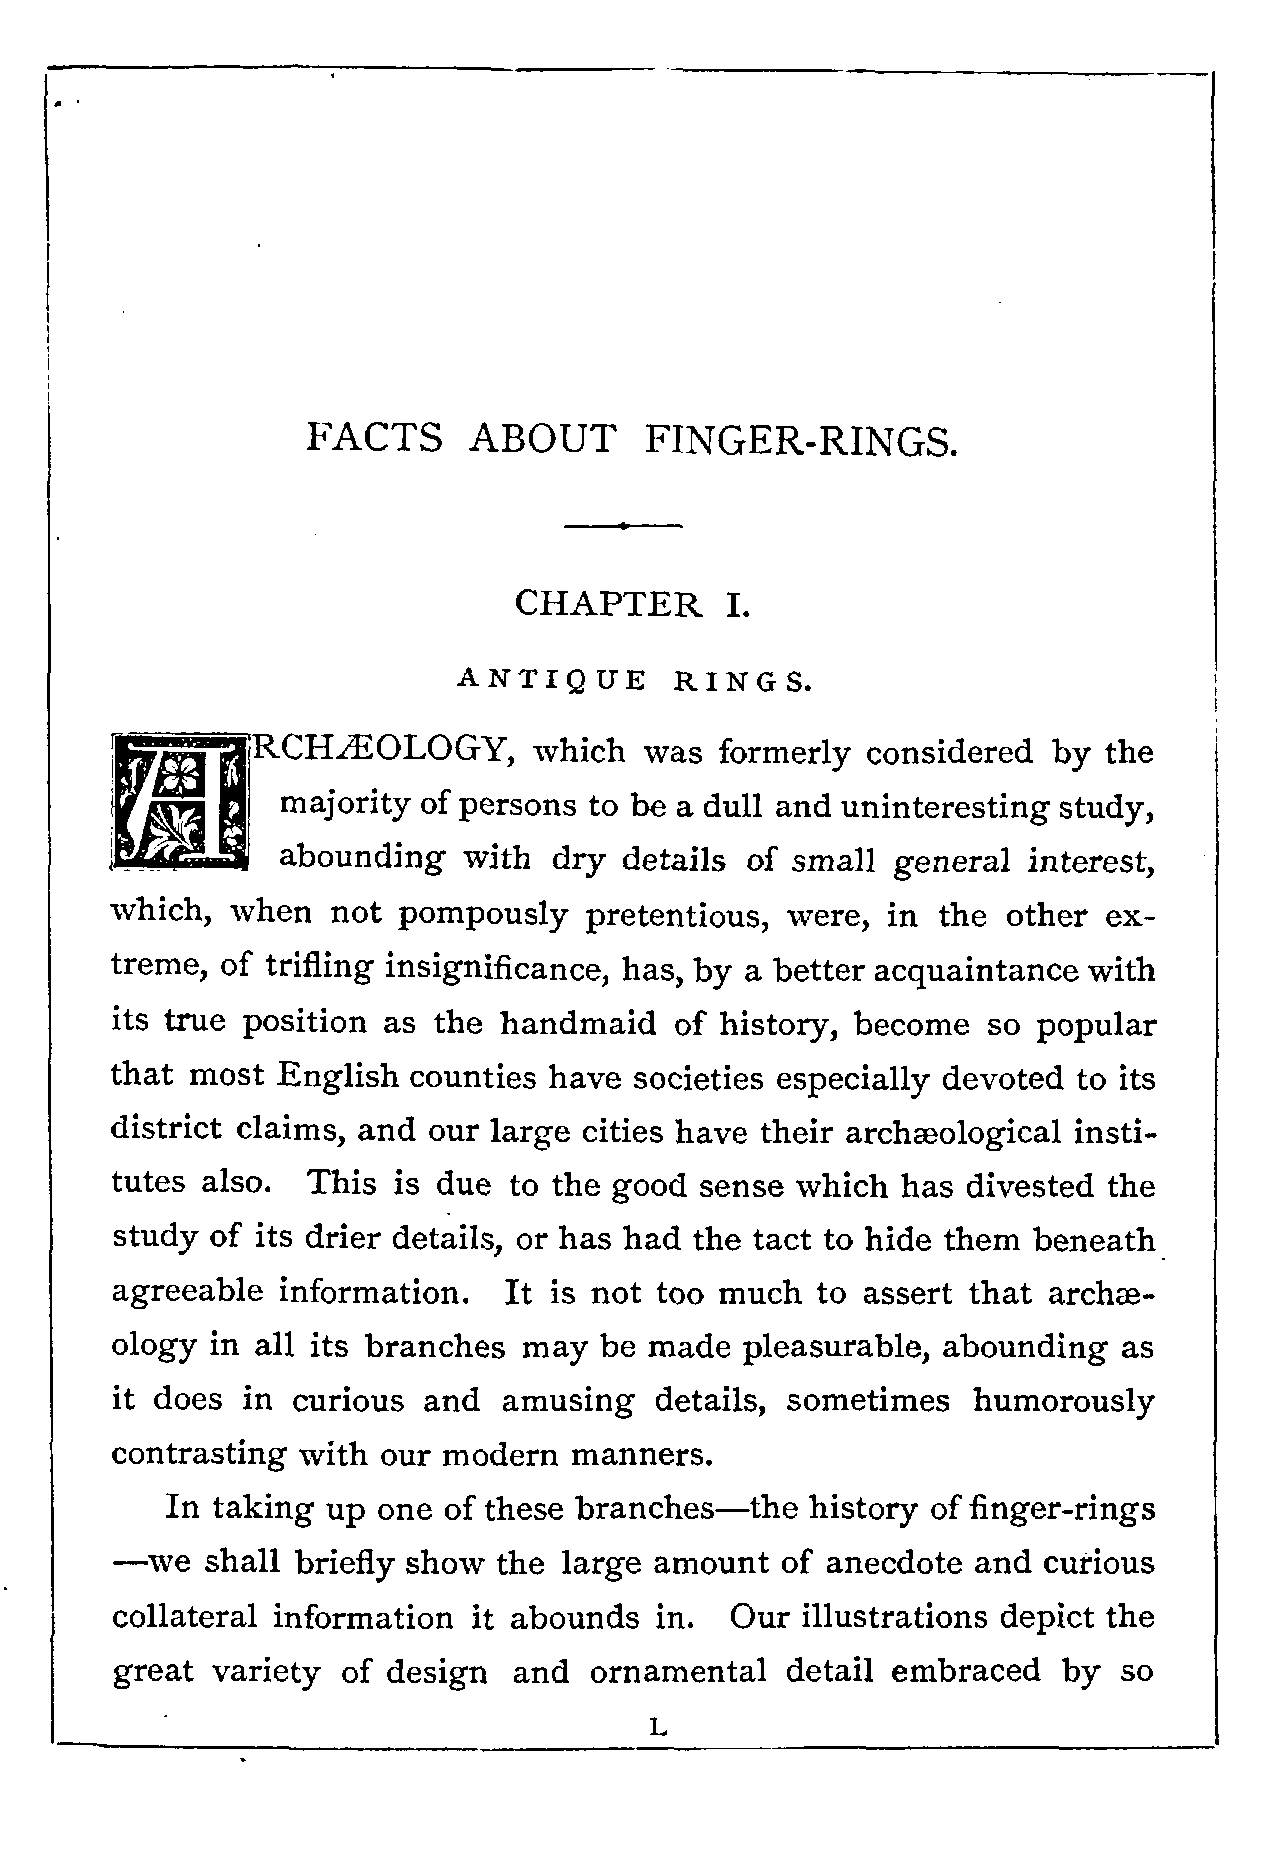 FACTS ABOUT FINGER-RINGS.
CHAPTER I.
ANTIQUE RINGS.
ARCHÆOLOGY, which was formerly considered by the
majority of persons to be a dull and uninteresting study,
abounding with dry details of small general interest,
which, when not pompously pretentious, were, in the other ex-
treme, of trifling insignificance, has, by a better acquaintance with
its true position as the handmaid of history, become so popular
that most English counties have societies especially devoted to its
district claims, and our large cities have their archæological insti-
tutes also. This is due to the good sense which has divested the
study of its drier details, or has had the tact to hide them beneath
agreeable information. It is not too much to assert that archæ-
ology in all its branches may be made pleasurable, abounding as
it does in curious and amusing details, sometimes humorously
contrasting with our modern manners.
In taking up one of these branches—the history of finger-rings
—we shall briefly show the large amount of anecdote and curious
collateral information it abounds in. Our illustrations depict the
great variety of design and ornamental detail embraced by so
L